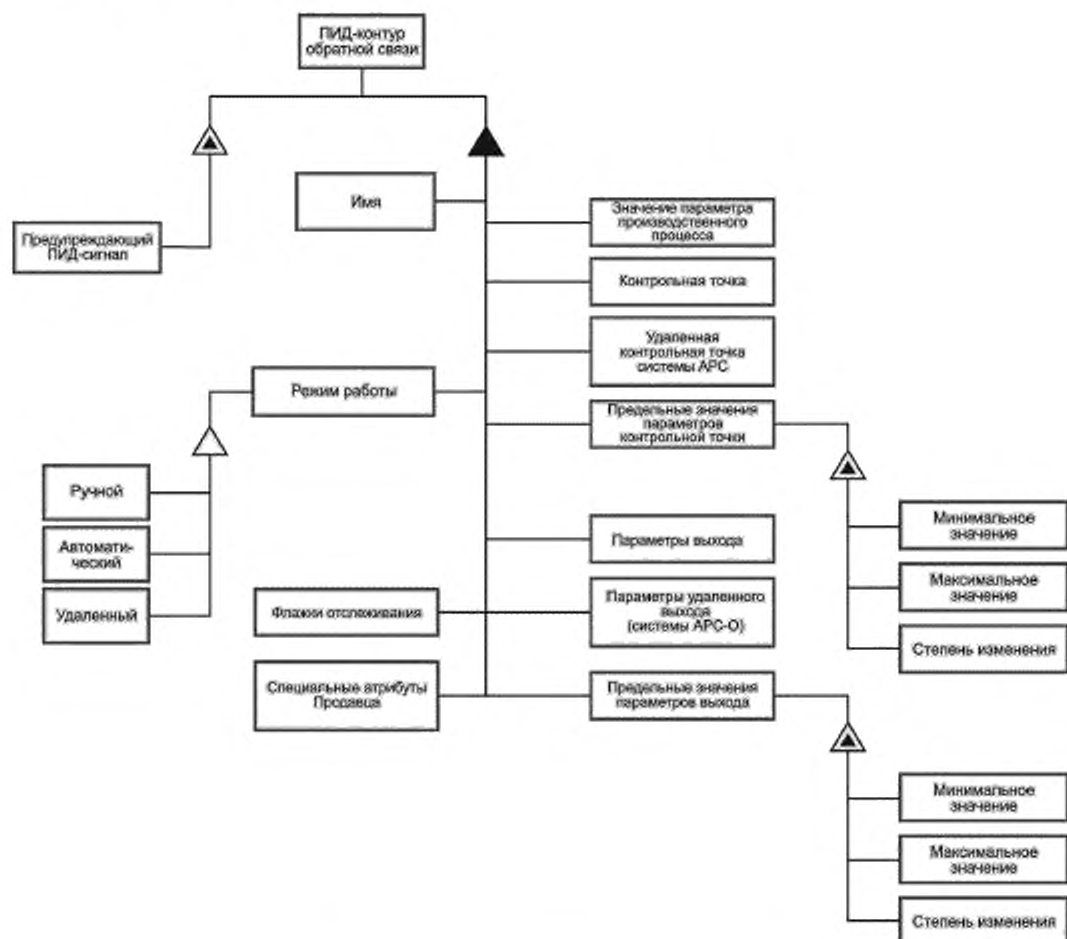 ПИД-контур
обратной связи
Имя
Значение параметра
производственного
процесса
Предупреждающий
ПИД-сигнал
Контрольная точка
Удаленная
контрольная точка
системы АРС
Режим работы
Предельные значения
параметров
контрольной точки
Ручной
Автомати-
ческий
Удаленный
Минимальное
значение
Максимальное
значение
Степень изменения
Параметры выхода
Флажки отслеживания
Параметры удаленного
выхода
(системы АРС-О)
Специальные атрибуты
Продавца
Предельные значения
параметров выхода
Минимальное
значение
Максимальное
значение
Степень изменения